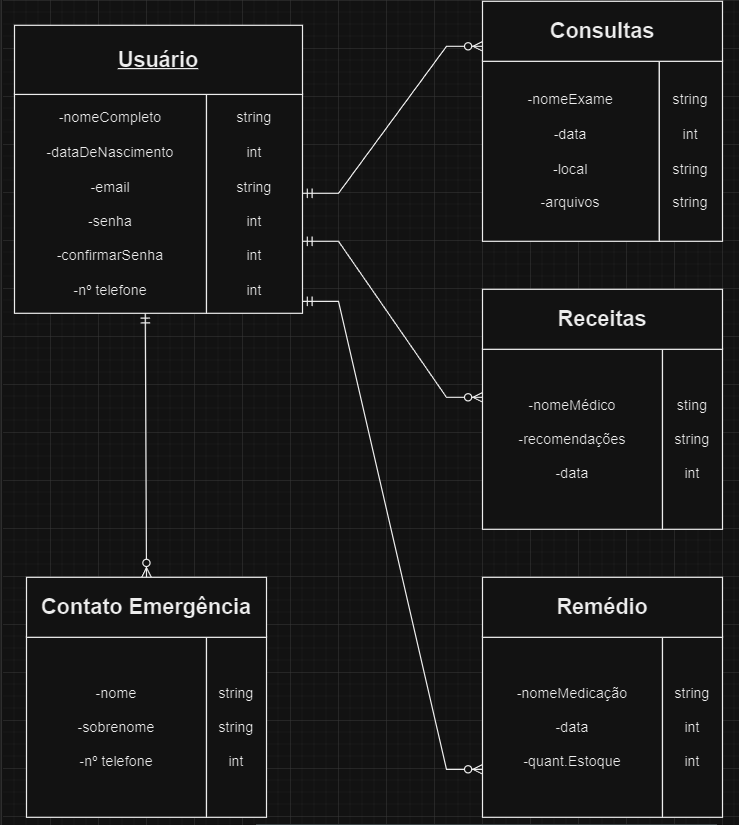 Usuário
-nomeCompleto string
-dataDeNascimento int
-email string
-senha int
-confirmarSenha int
-nº telefone int
Consultas
-nomeExame string
-data int
-local string
-arquivos string
Receitas
-nomeMédico sting
-recomendações string
-data int
Contato Emergência
-nome string
-sobrenome string
-nº telefone int
Remédio
-nomeMedicação string
-data int
-quant.Estoque int